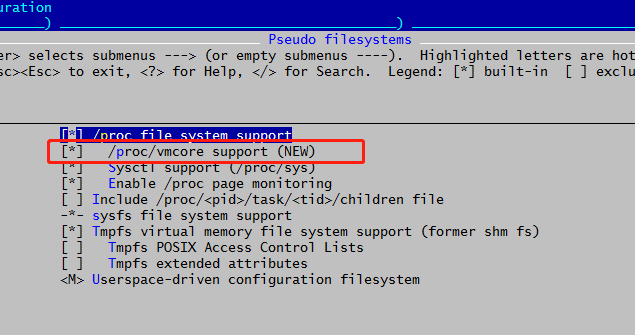 uration
) )
Pseudo filesystems
er> selects submenus ---> (or empty submenus ----). Highlighted letters are hot
sc><Esc> to exit, <?> for Help, </> for Search. Legend: [*] built-in [ ] exclu
[*] /proc file system support
[*] /proc/vmcore support (NEW)
[*] Sysctl support (/proc/sys)
[*] Enable /proc page monitoring
[ ] Include /proc/<pid>/task/<tid>/children file
-*- sysfs file system support
[*] Tmpfs virtual memory file system support (former shm fs)
[ ] Tmpfs POSIX Access Control Lists
[ ] Tmpfs extended attributes
<M> Userspace-driven configuration filesystem